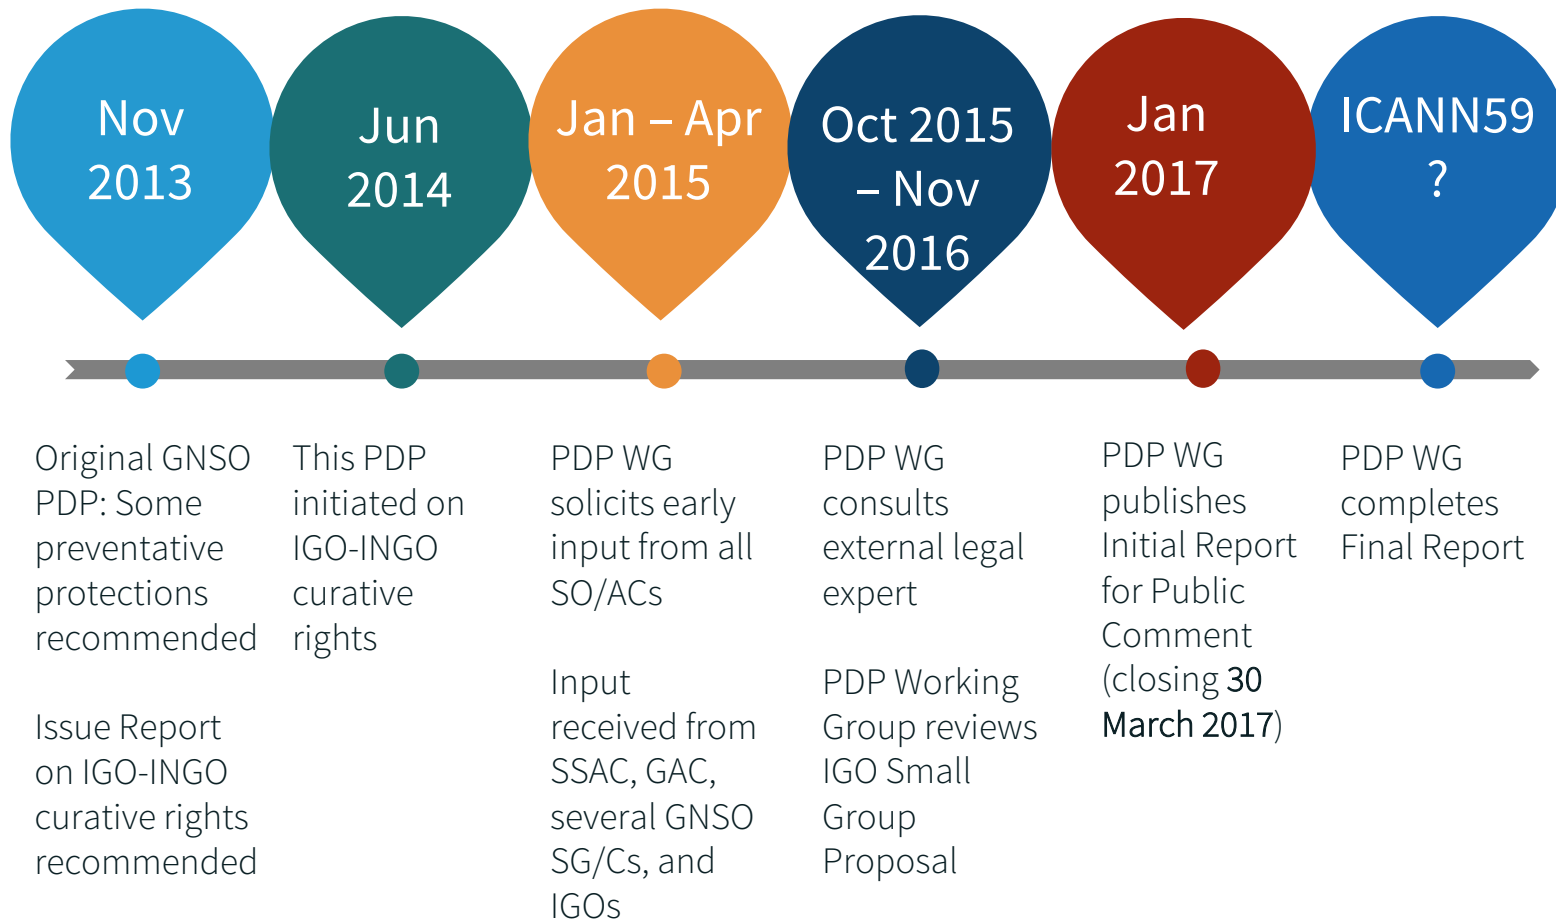 Nov
2013
Jun
2014
Jan – Apr
2015
Oct 2015
– Nov
2016
Jan
2017
ICANN59
?
Original GNSO
PDP: Some
preventative
protections
recommended
Issue Report
on IGO-INGO
curative rights
recommended
This PDP
initiated on
IGO-INGO
curative
rights
PDP WG
solicits early
input from all
SO/ACs
Input
received from
SSAC, GAC,
several GNSO
SG/Cs, and
IGOs
PDP WG
consults
external legal
expert
PDP Working
Group reviews
IGO Small
Group
Proposal
PDP WG
publishes
Initial Report
for Public
Comment
(closing 30
March 2017)
PDP WG
completes
Final Report